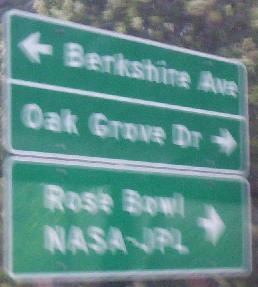 ← Berkshire Ave
Oak Grove Dr →
Rose Bowl →
NASA-JPL